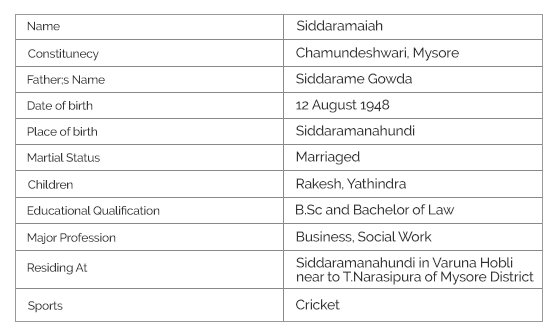 Name Siddaramaiah
Constitunecy Chamundeshwari, Mysore
Father;s Name Siddarame Gowda
Date of birth 12 August 1948
Place of birth Siddaramanahundi
Martial Status Marriaged
Children Rakesh, Yathindra
Educational Qualification B.Sc and Bachelor of Law
Major Profession Business, Social Work
Residing At Siddaramanahundi in Varuna Hobli
near to T.Narasipura of Mysore District
Sports Cricket